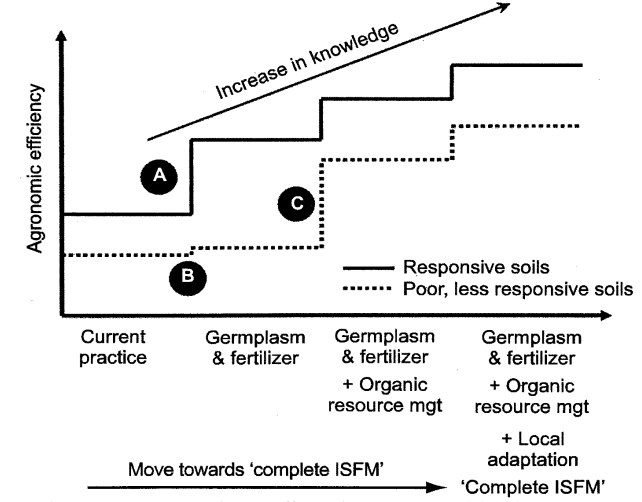 Increase in knowledge
Agronomic efficiency
A
C
B
Responsive soils
Poor, less responsive soils
Current
practice
Germplasm
& fertilizer
Germplasm
& fertilizer
+ Organic
resource mgt
Germplasm
& fertilizer
+ Organic
resource mgt
+ Local
adaptation
Move towards ‘complete ISFM’
‘Complete ISFM’